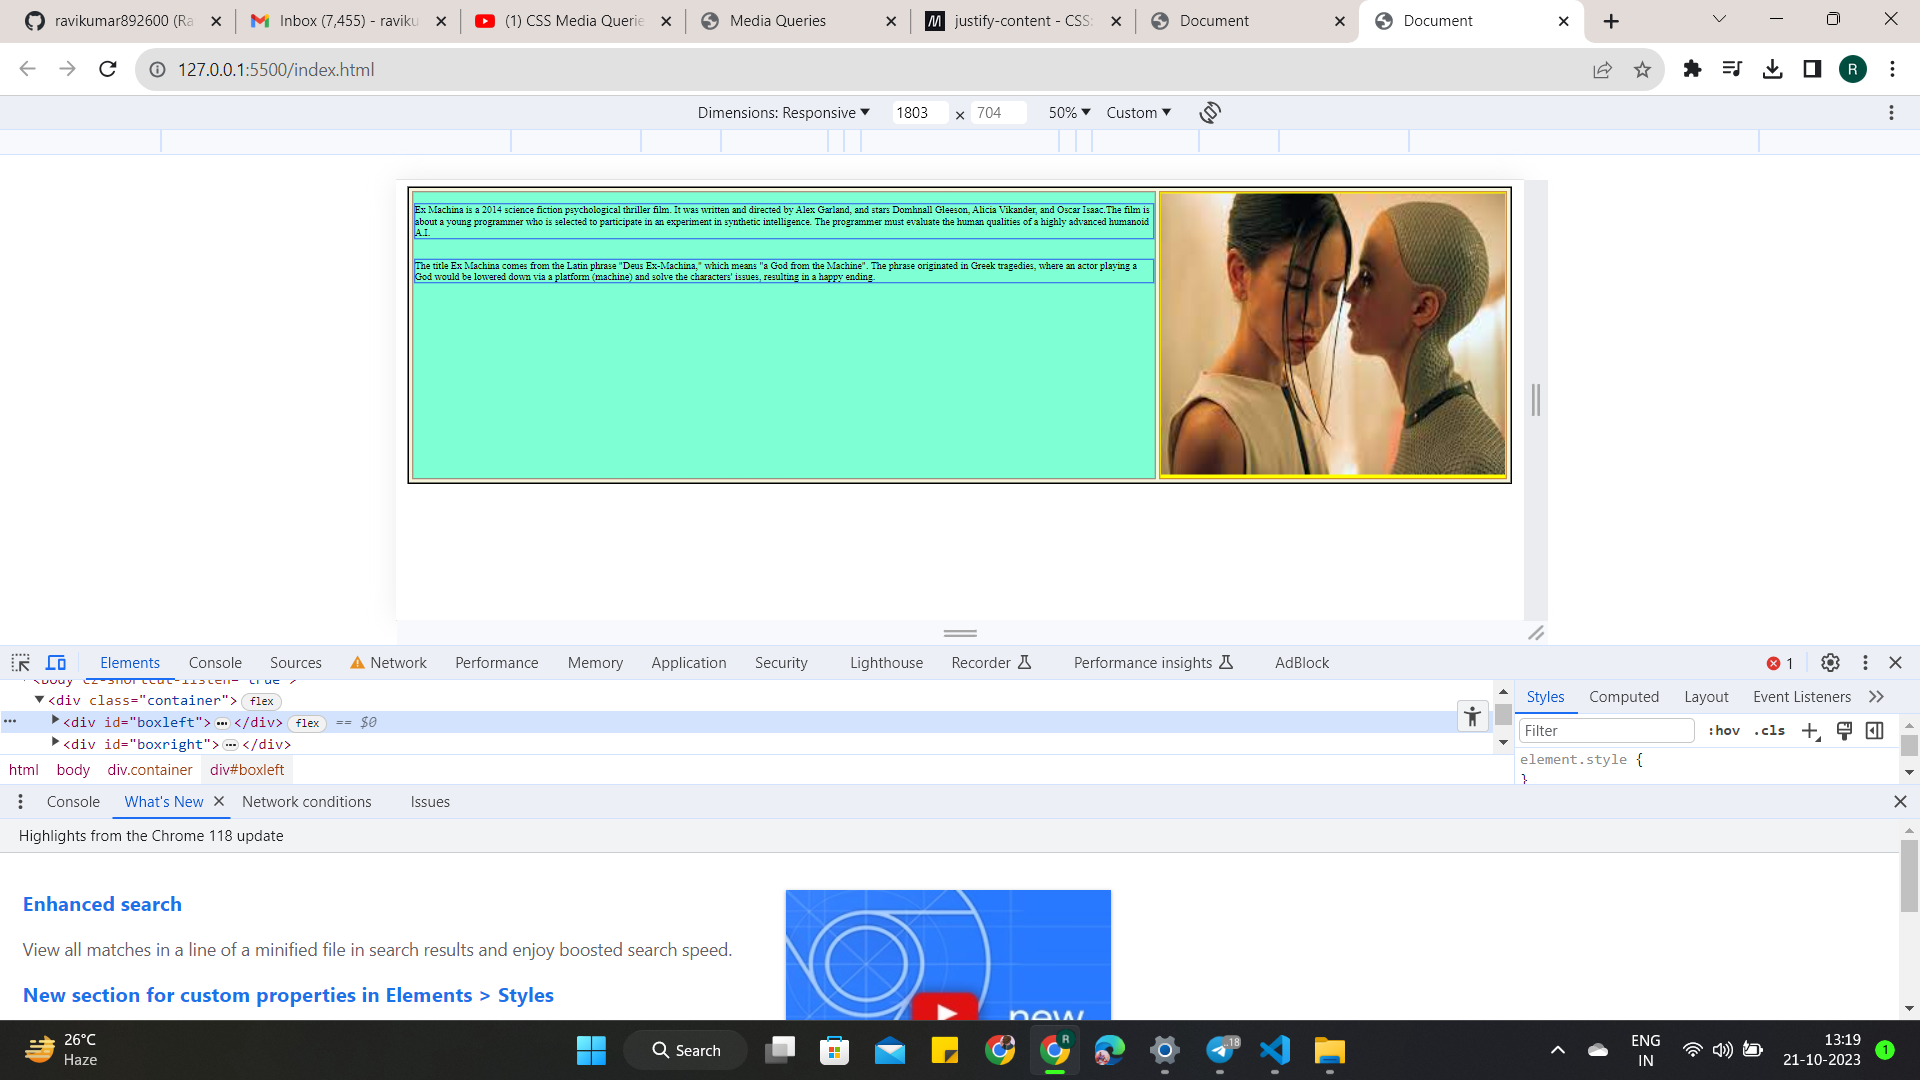 ravikumar892600 (Ra
Inbox (7,455) - raviku
(1) CSS Media Querie
Media Queries
justify-content - CSS:
Document
Document
127.0.0.1:5500/index.html
R
Dimensions: Responsive
1803 × 704
50%
Custom
Ex Machina is a 2014 science fiction psychological thriller film. It was written and directed by Alex Garland, and stars Domhnall Gleeson, Alicia Vikander, and Oscar Isaac.The film is
about a young programmer who is selected to participate in an experiment in synthetic intelligence. The programmer must evaluate the human qualities of a highly advanced humanoid
A.I.
The title Ex Machina comes from the Latin phrase "Deus Ex-Machina," which means "a God from the Machine". The phrase originated in Greek tragedies, where an actor playing a
God would be lowered down via a platform (machine) and solve the characters' issues, resulting in a happy ending.
Elements Console Sources Network Performance Memory Application Security Lighthouse Recorder Performance insights AdBlock 1
<body cz-shortcut-listen="true">
<div class="container"> flex
<div id="boxleft"> … </div> flex == $0
<div id="boxright"> … </div>
html body div.container div#boxleft
Styles Computed Layout Event Listeners
Filter :hov .cls
element.style {
}
Console What's New Network conditions Issues
Highlights from the Chrome 118 update
Enhanced search
View all matches in a line of a minified file in search results and enjoy boosted search speed.
New section for custom properties in Elements > Styles
new
26°C
Haze
Search
R
..18
ENG
IN
13:19
21-10-2023
1